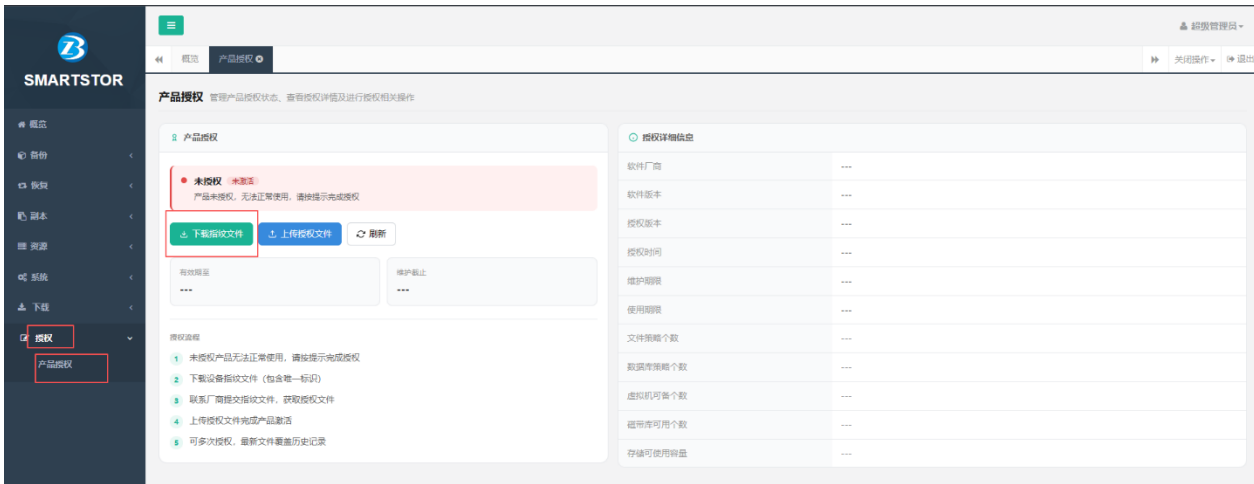 SMARTSTOR
概览
备份
恢复
副本
资源
系统
下载
授权
产品授权
超级管理员
概览 产品授权 关闭操作 退出
产品授权 管理产品授权状态、查看授权详情及进行授权相关操作
产品授权
未授权 未激活
产品未授权，无法正常使用，请按提示完成授权
下载指纹文件 上传授权文件 刷新
有效期至 维护截止
--- ---
授权流程
1 未授权产品无法正常使用，请按提示完成授权
2 下载设备指纹文件（包含唯一标识）
3 联系厂商提交指纹文件，获取授权文件
4 上传授权文件完成产品激活
5 可多次授权，最新文件覆盖历史记录
授权详细信息
软件厂商 ---
软件版本 ---
授权版本 ---
授权时间 ---
维护期限 ---
使用期限 ---
文件策略个数 ---
数据库策略个数 ---
虚拟机可备个数 ---
磁带库可用个数 ---
存储可使用容量 ---